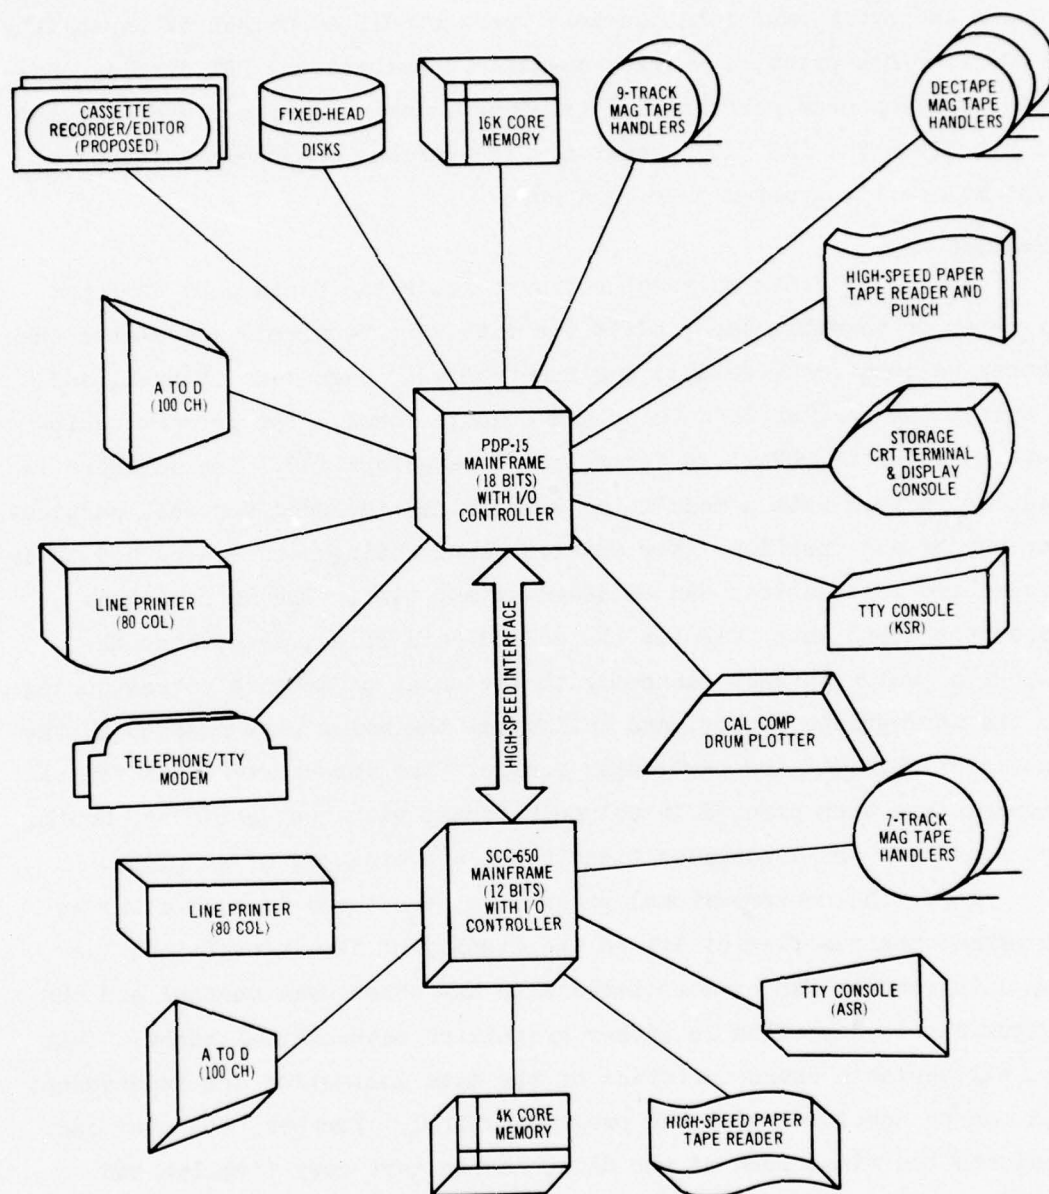 CASSETTE
RECORDER/EDITOR
(PROPOSED)
FIXED-HEAD
DISKS
16K CORE
MEMORY
9-TRACK
MAG TAPE
HANDLERS
DECTAPE
MAG TAPE
HANDLERS
HIGH-SPEED PAPER
TAPE READER AND
PUNCH
A TO D
(100 CH)
PDP-15
MAINFRAME
(18 BITS)
WITH I/O
CONTROLLER
STORAGE
CRT TERMINAL
& DISPLAY
CONSOLE
LINE PRINTER
(80 COL)
TTY CONSOLE
(KSR)
HIGH-SPEED INTERFACE
TELEPHONE/TTY
MODEM
CAL COMP
DRUM PLOTTER
SCC-650
MAINFRAME
(12 BITS)
WITH I/O
CONTROLLER
7-TRACK
MAG TAPE
HANDLERS
LINE PRINTER
(80 COL)
TTY CONSOLE
(ASR)
A TO D
(100 CH)
4K CORE
MEMORY
HIGH-SPEED PAPER
TAPE READER